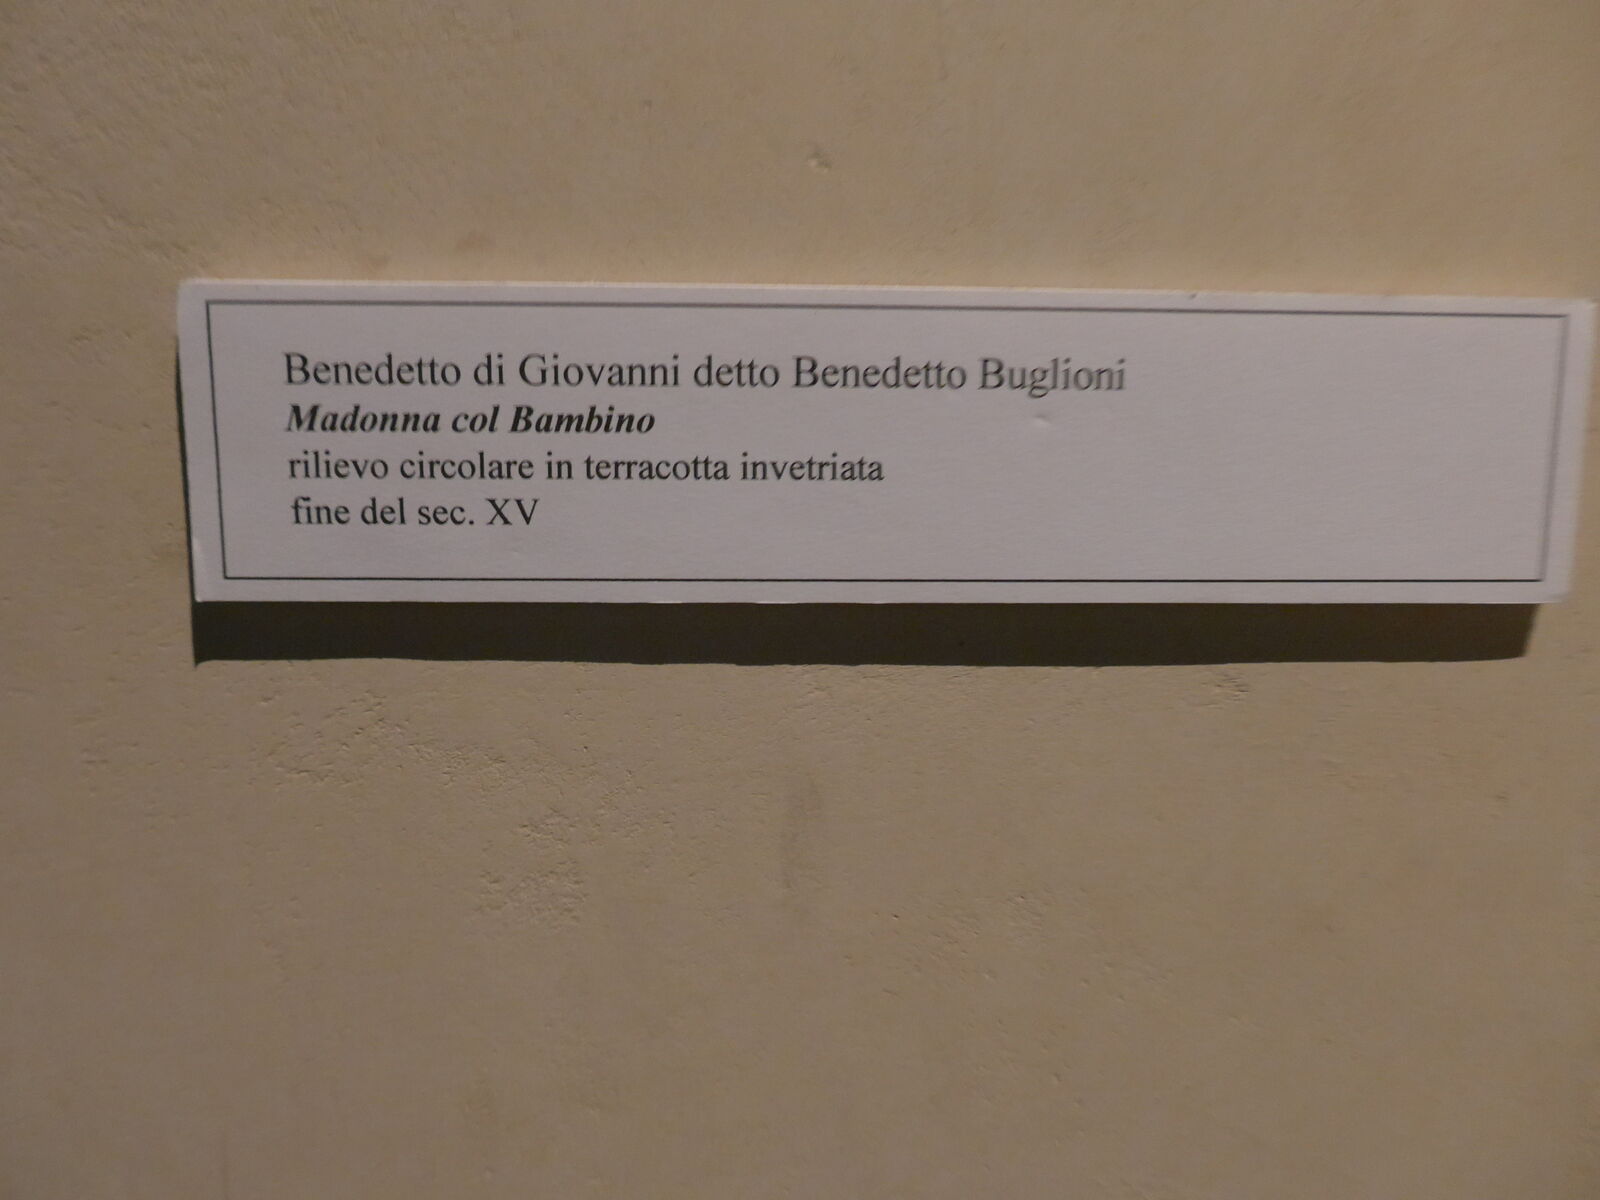 Benedetto di Giovanni detto Benedetto Buglioni
Madonna col Bambino
rilievo circolare in terracotta invetriata
fine del sec. XV